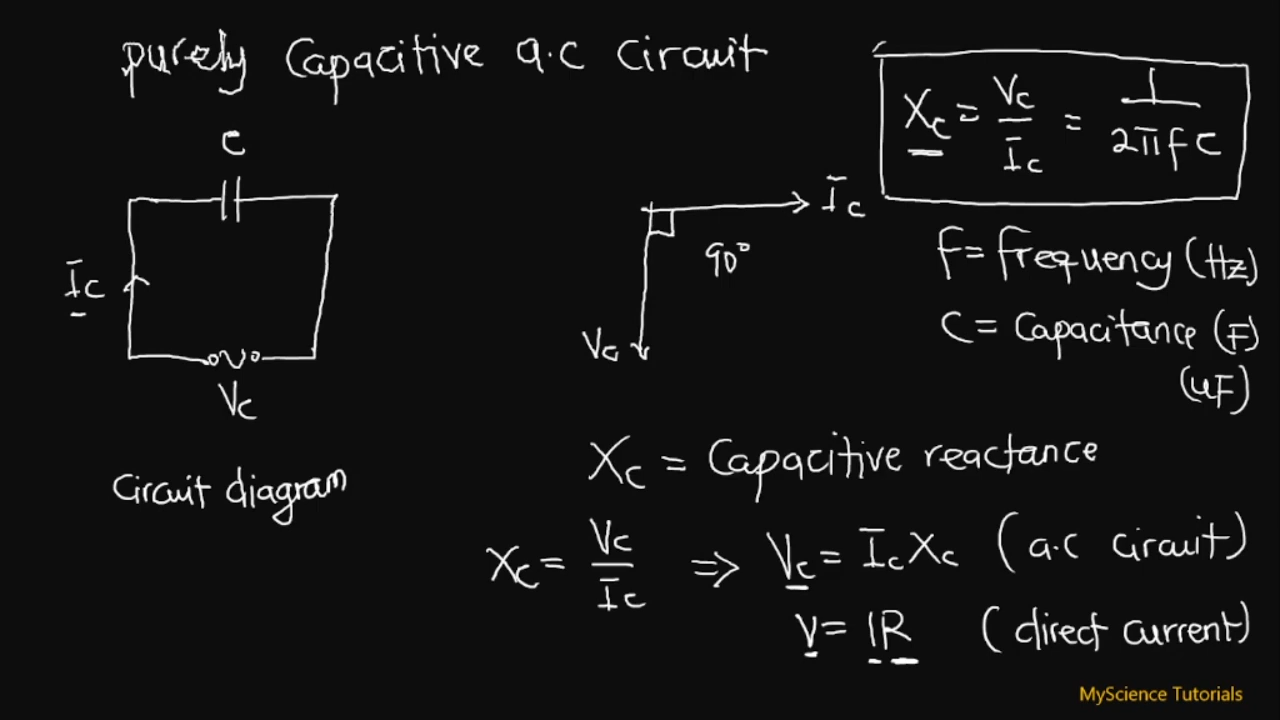 purely Capacitive a.c circuit
Xc = Vc / Ic = 1 / 2πfC
C
Ic
Vc
Circuit diagram
Ic
90°
Vc
f = frequency (Hz)
C = Capacitance (F)
(uF)
Xc = Capacitive reactance
Xc = Vc / Ic ⇒ Vc = IcXc (a.c circuit)
V = IR (direct current)
MyScience Tutorials